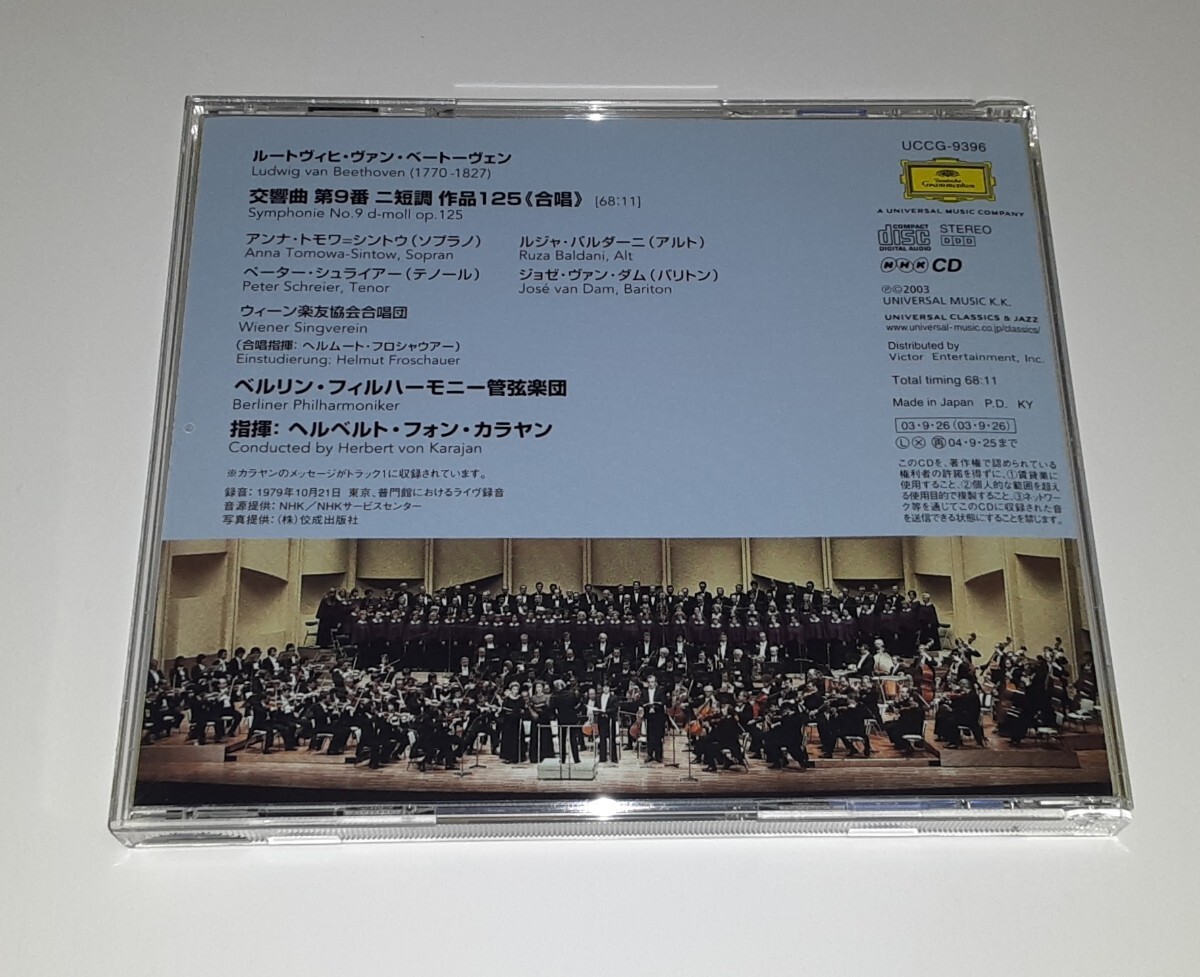 ルートヴィヒ・ヴァン・ベートーヴェン
Ludwig van Beethoven (1770-1827)
交響曲 第9番 ニ短調 作品125《合唱》 [68:11]
Symphonie No.9 d-moll op.125
アンナ・トモワ=シントウ(ソプラノ)
Anna Tomowa-Sintow, Sopran
ルジャ・バルダーニ(アルト)
Ruza Baldani, Alt
ペーター・シュライアー(テノール)
Peter Schreier, Tenor
ジョゼ・ヴァン・ダム(バリトン)
José van Dam, Bariton
ウィーン楽友協会合唱団
Wiener Singverein
(合唱指揮: ヘルムート・フロシャウアー)
Einstudierung: Helmut Froschauer
ベルリン・フィルハーモニー管弦楽団
Berliner Philharmoniker
指揮: ヘルベルト・フォン・カラヤン
Conducted by Herbert von Karajan
※カラヤンのメッセージがトラック1に収録されています。
録音:1979年10月21日 東京、普門館におけるライヴ録音
音源提供:NHK/NHKサービスセンター
写真提供:(株)佼成出版社
UCCG-9396
Deutsche
Grammophon
A UNIVERSAL MUSIC COMPANY
COMPACT
disc
DIGITAL AUDIO
STEREO
DDD
NHK CD
℗©2003
UNIVERSAL MUSIC K.K.
UNIVERSAL CLASSICS & JAZZ
www.universal-music.co.jp/classics/
Distributed by
Victor Entertainment, Inc.
Total timing 68:11
Made in Japan P.D. KY
03・9・26 (03・9・26)
Ⓛ× 再 04・9・25まで
このCDを、著作権で認められている
権利者の許諾を得ずに、①賃貸業に
使用すること、②個人的な範囲を超え
る使用目的で複製すること、③ネットワー
ク等を通じてこのCDに収録された音
を送信できる状態にすることを禁じます。